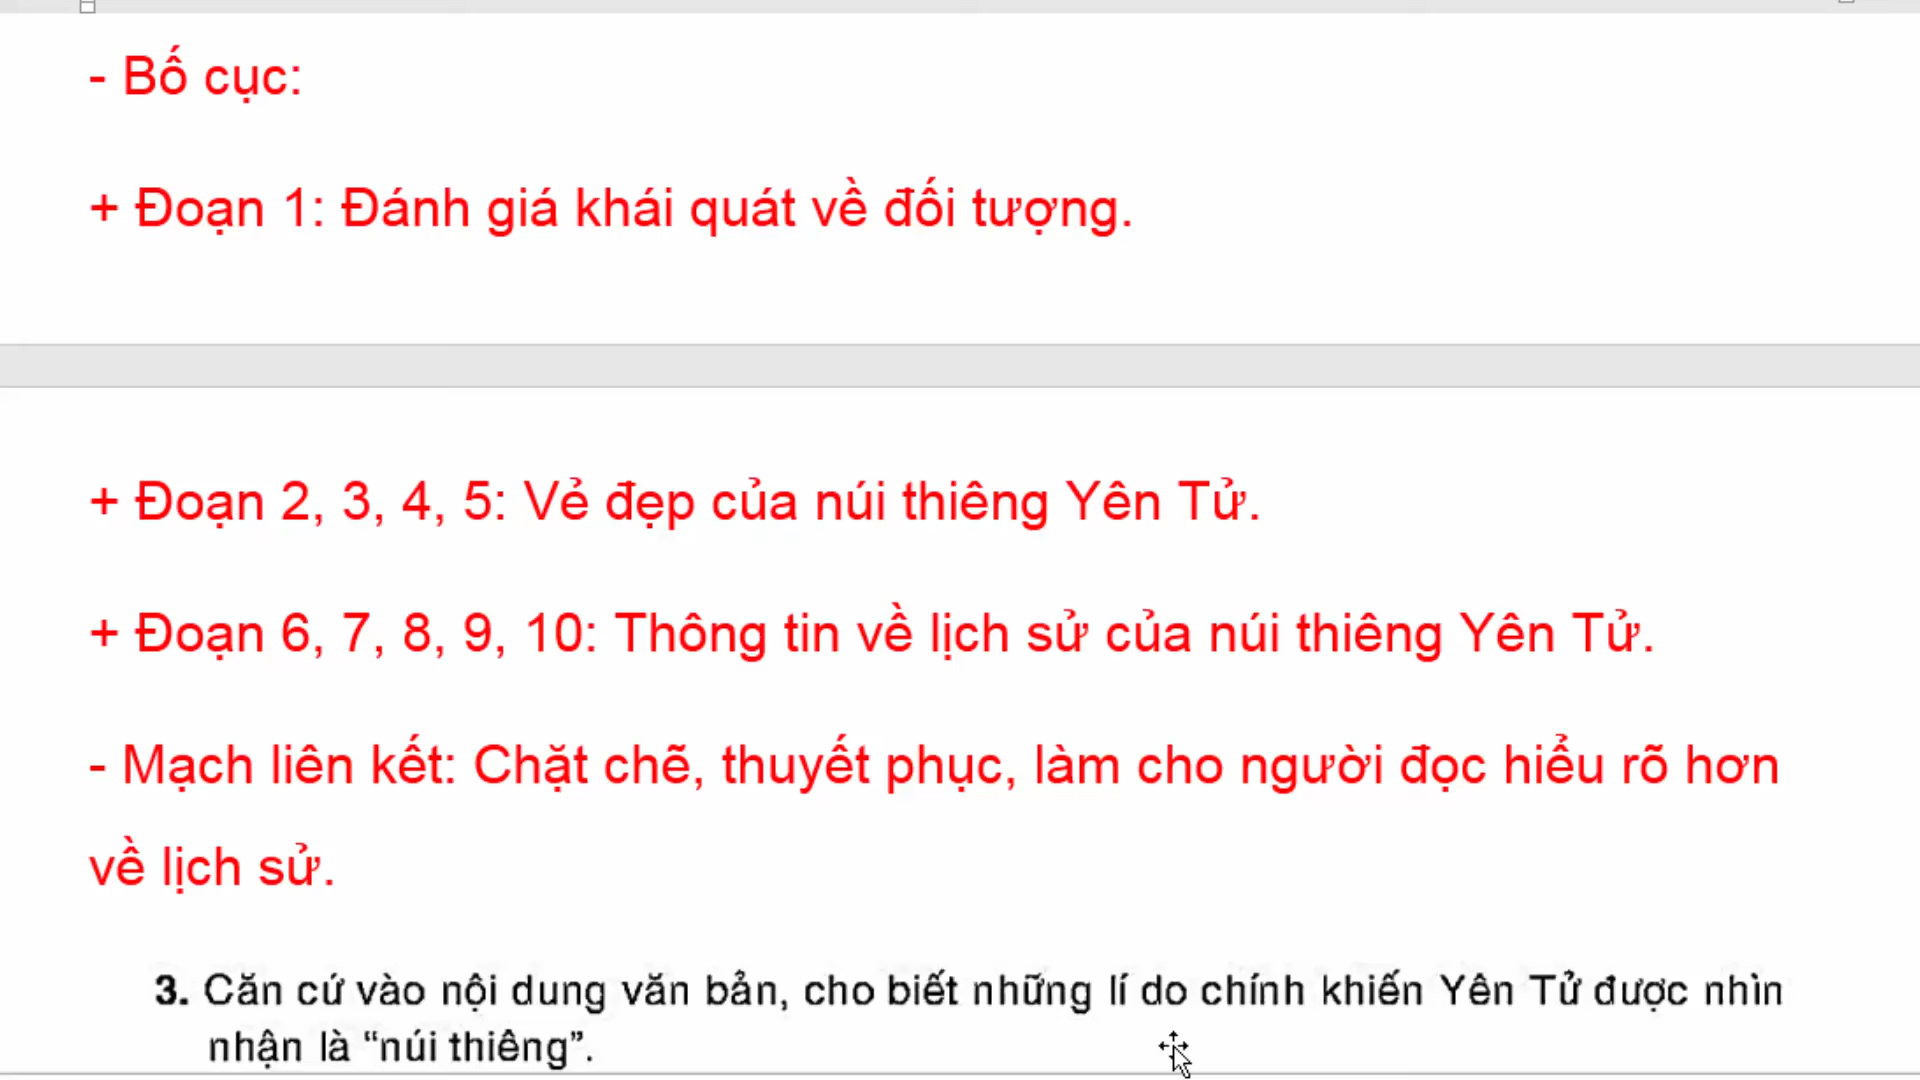 - Bố cục:
+ Đoạn 1: Đánh giá khái quát về đối tượng.
+ Đoạn 2, 3, 4, 5: Vẻ đẹp của núi thiêng Yên Tử.
+ Đoạn 6, 7, 8, 9, 10: Thông tin về lịch sử của núi thiêng Yên Tử.
- Mạch liên kết: Chặt chẽ, thuyết phục, làm cho người đọc hiểu rõ hơn
về lịch sử.
3. Căn cứ vào nội dung văn bản, cho biết những lí do chính khiến Yên Tử được nhìn
nhận là “núi thiêng”.